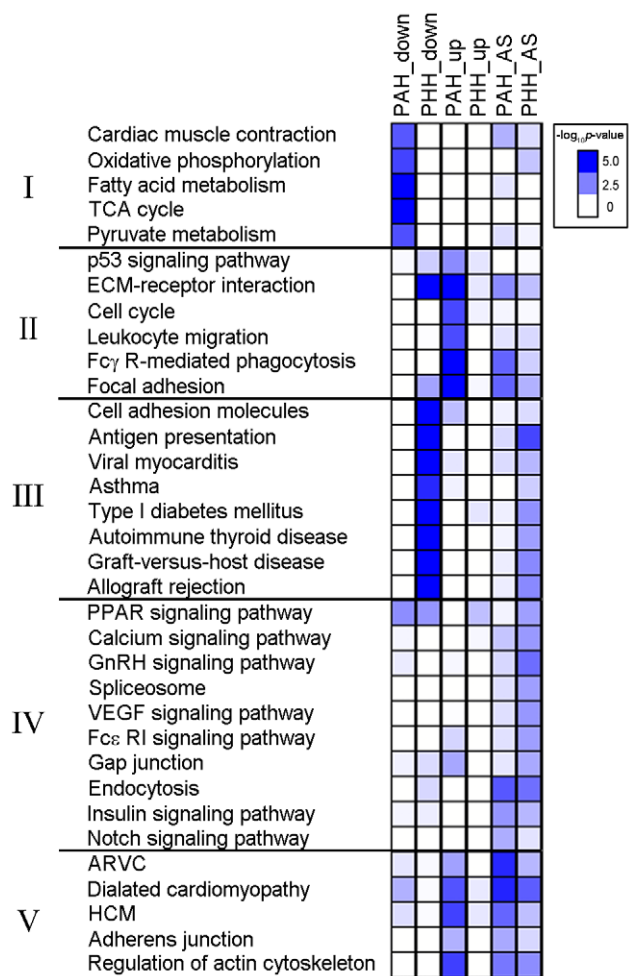 PAH_down
PHH_down
PAH_up
PHH_up
PAH_AS
PHH_AS
-log₁₀p-value
5.0
2.5
0
I
Cardiac muscle contraction
Oxidative phosphorylation
Fatty acid metabolism
TCA cycle
Pyruvate metabolism
II
p53 signaling pathway
ECM-receptor interaction
Cell cycle
Leukocyte migration
Fcγ R-mediated phagocytosis
Focal adhesion
III
Cell adhesion molecules
Antigen presentation
Viral myocarditis
Asthma
Type I diabetes mellitus
Autoimmune thyroid disease
Graft-versus-host disease
Allograft rejection
IV
PPAR signaling pathway
Calcium signaling pathway
GnRH signaling pathway
Spliceosome
VEGF signaling pathway
Fcε RI signaling pathway
Gap junction
Endocytosis
Insulin signaling pathway
Notch signaling pathway
V
ARVC
Dialated cardiomyopathy
HCM
Adherens junction
Regulation of actin cytoskeleton